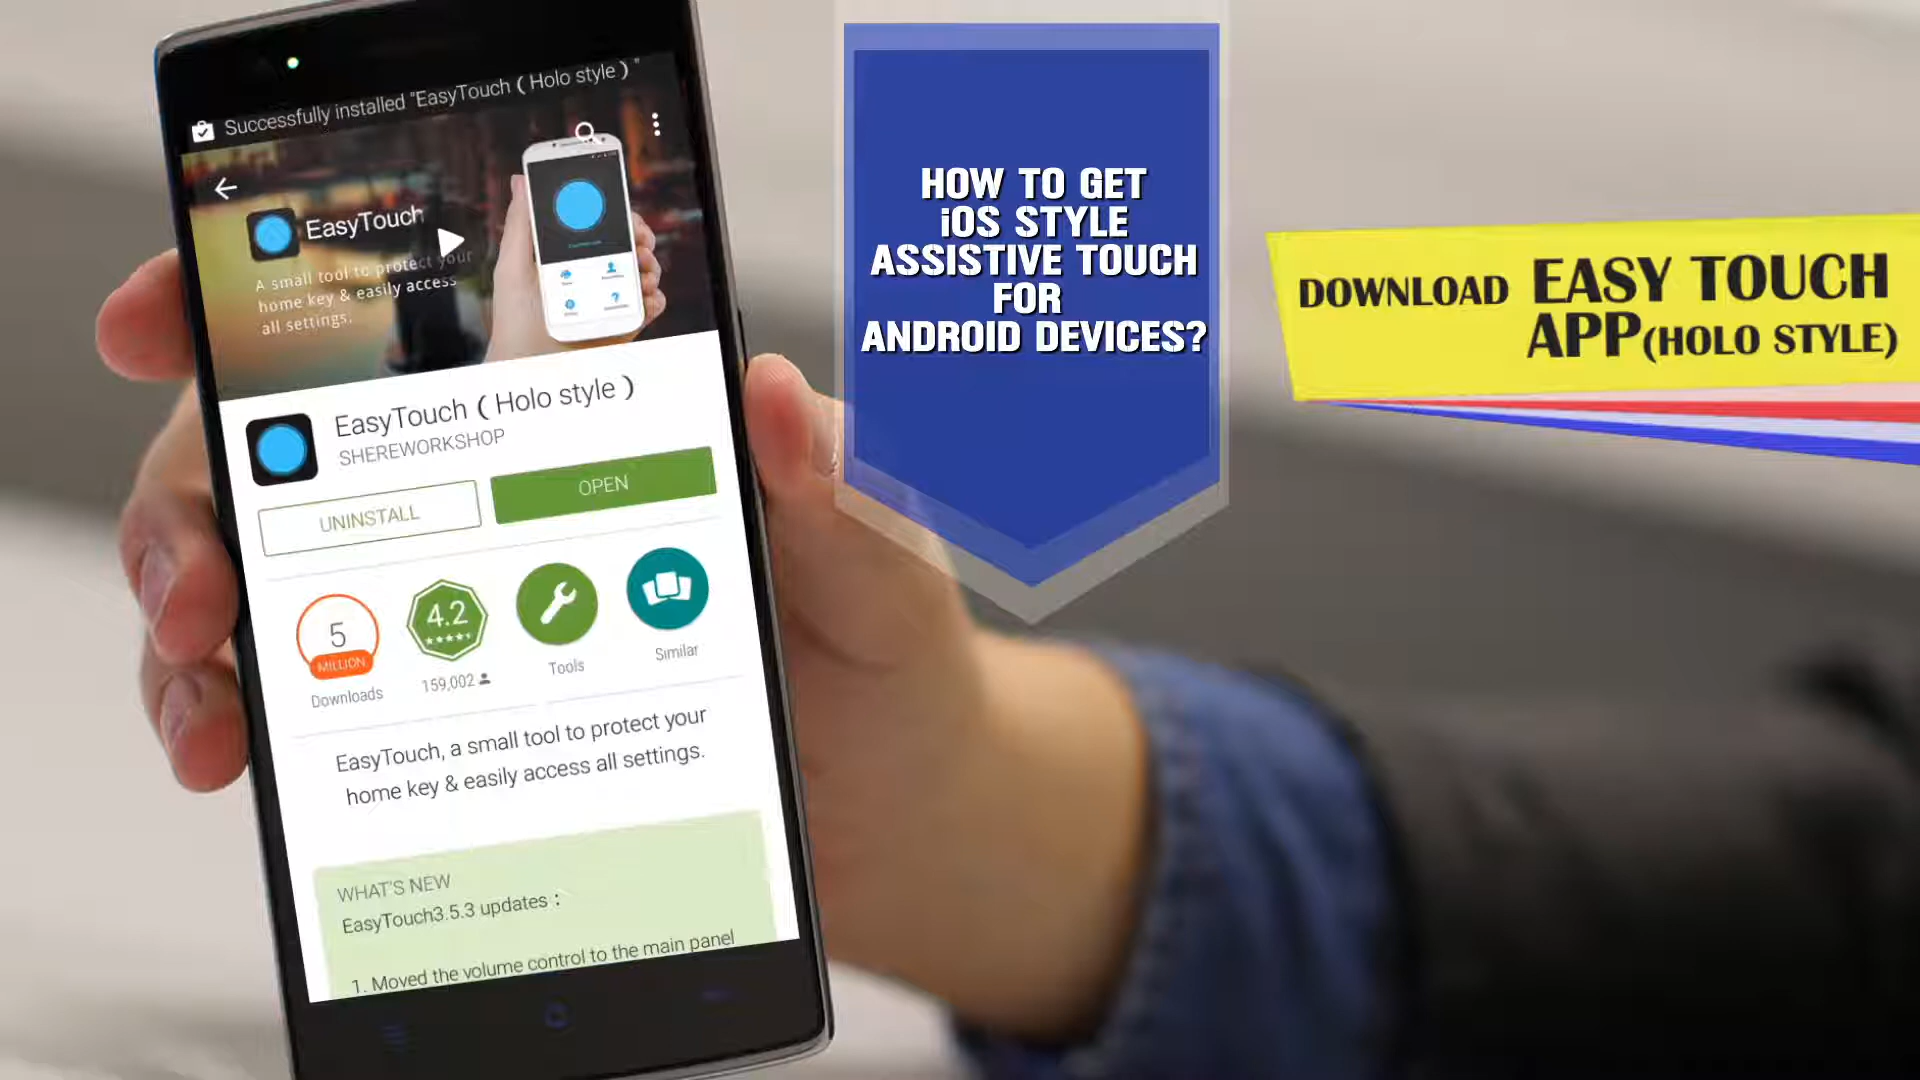 Successfully installed "EasyTouch ( Holo style ) "
EasyTouch
A small tool to protect your
home key & easily access
all settings.
EasyTouch ( Holo style )
SHEREWORKSHOP
UNINSTALL
OPEN
5
MILLION
Downloads
4.2
159,002
Tools
Similar
EasyTouch, a small tool to protect your
home key & easily access all settings.
WHAT'S NEW
EasyTouch3.5.3 updates :
1. Moved the volume control to the main panel
HOW TO GET
iOS STYLE
ASSISTIVE TOUCH
FOR
ANDROID DEVICES?
DOWNLOAD EASY TOUCH
APP(HOLO STYLE)